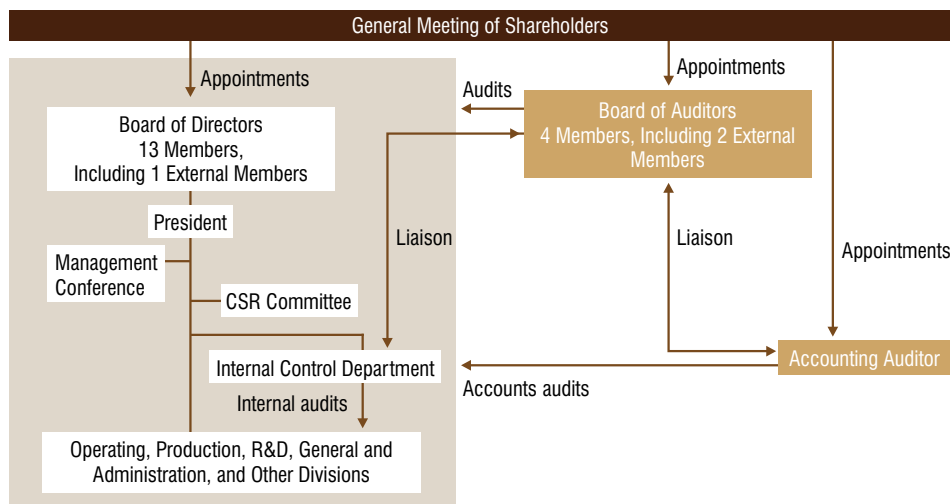 General Meeting of Shareholders
Appointments
Appointments
Audits
Board of Directors
13 Members,
Including 1 External Members
Board of Auditors
4 Members, Including 2 External
Members
President
Liaison
Liaison
Appointments
Management
Conference
CSR Committee
Internal Control Department
Accounting Auditor
Accounts audits
Internal audits
Operating, Production, R&D, General and
Administration, and Other Divisions